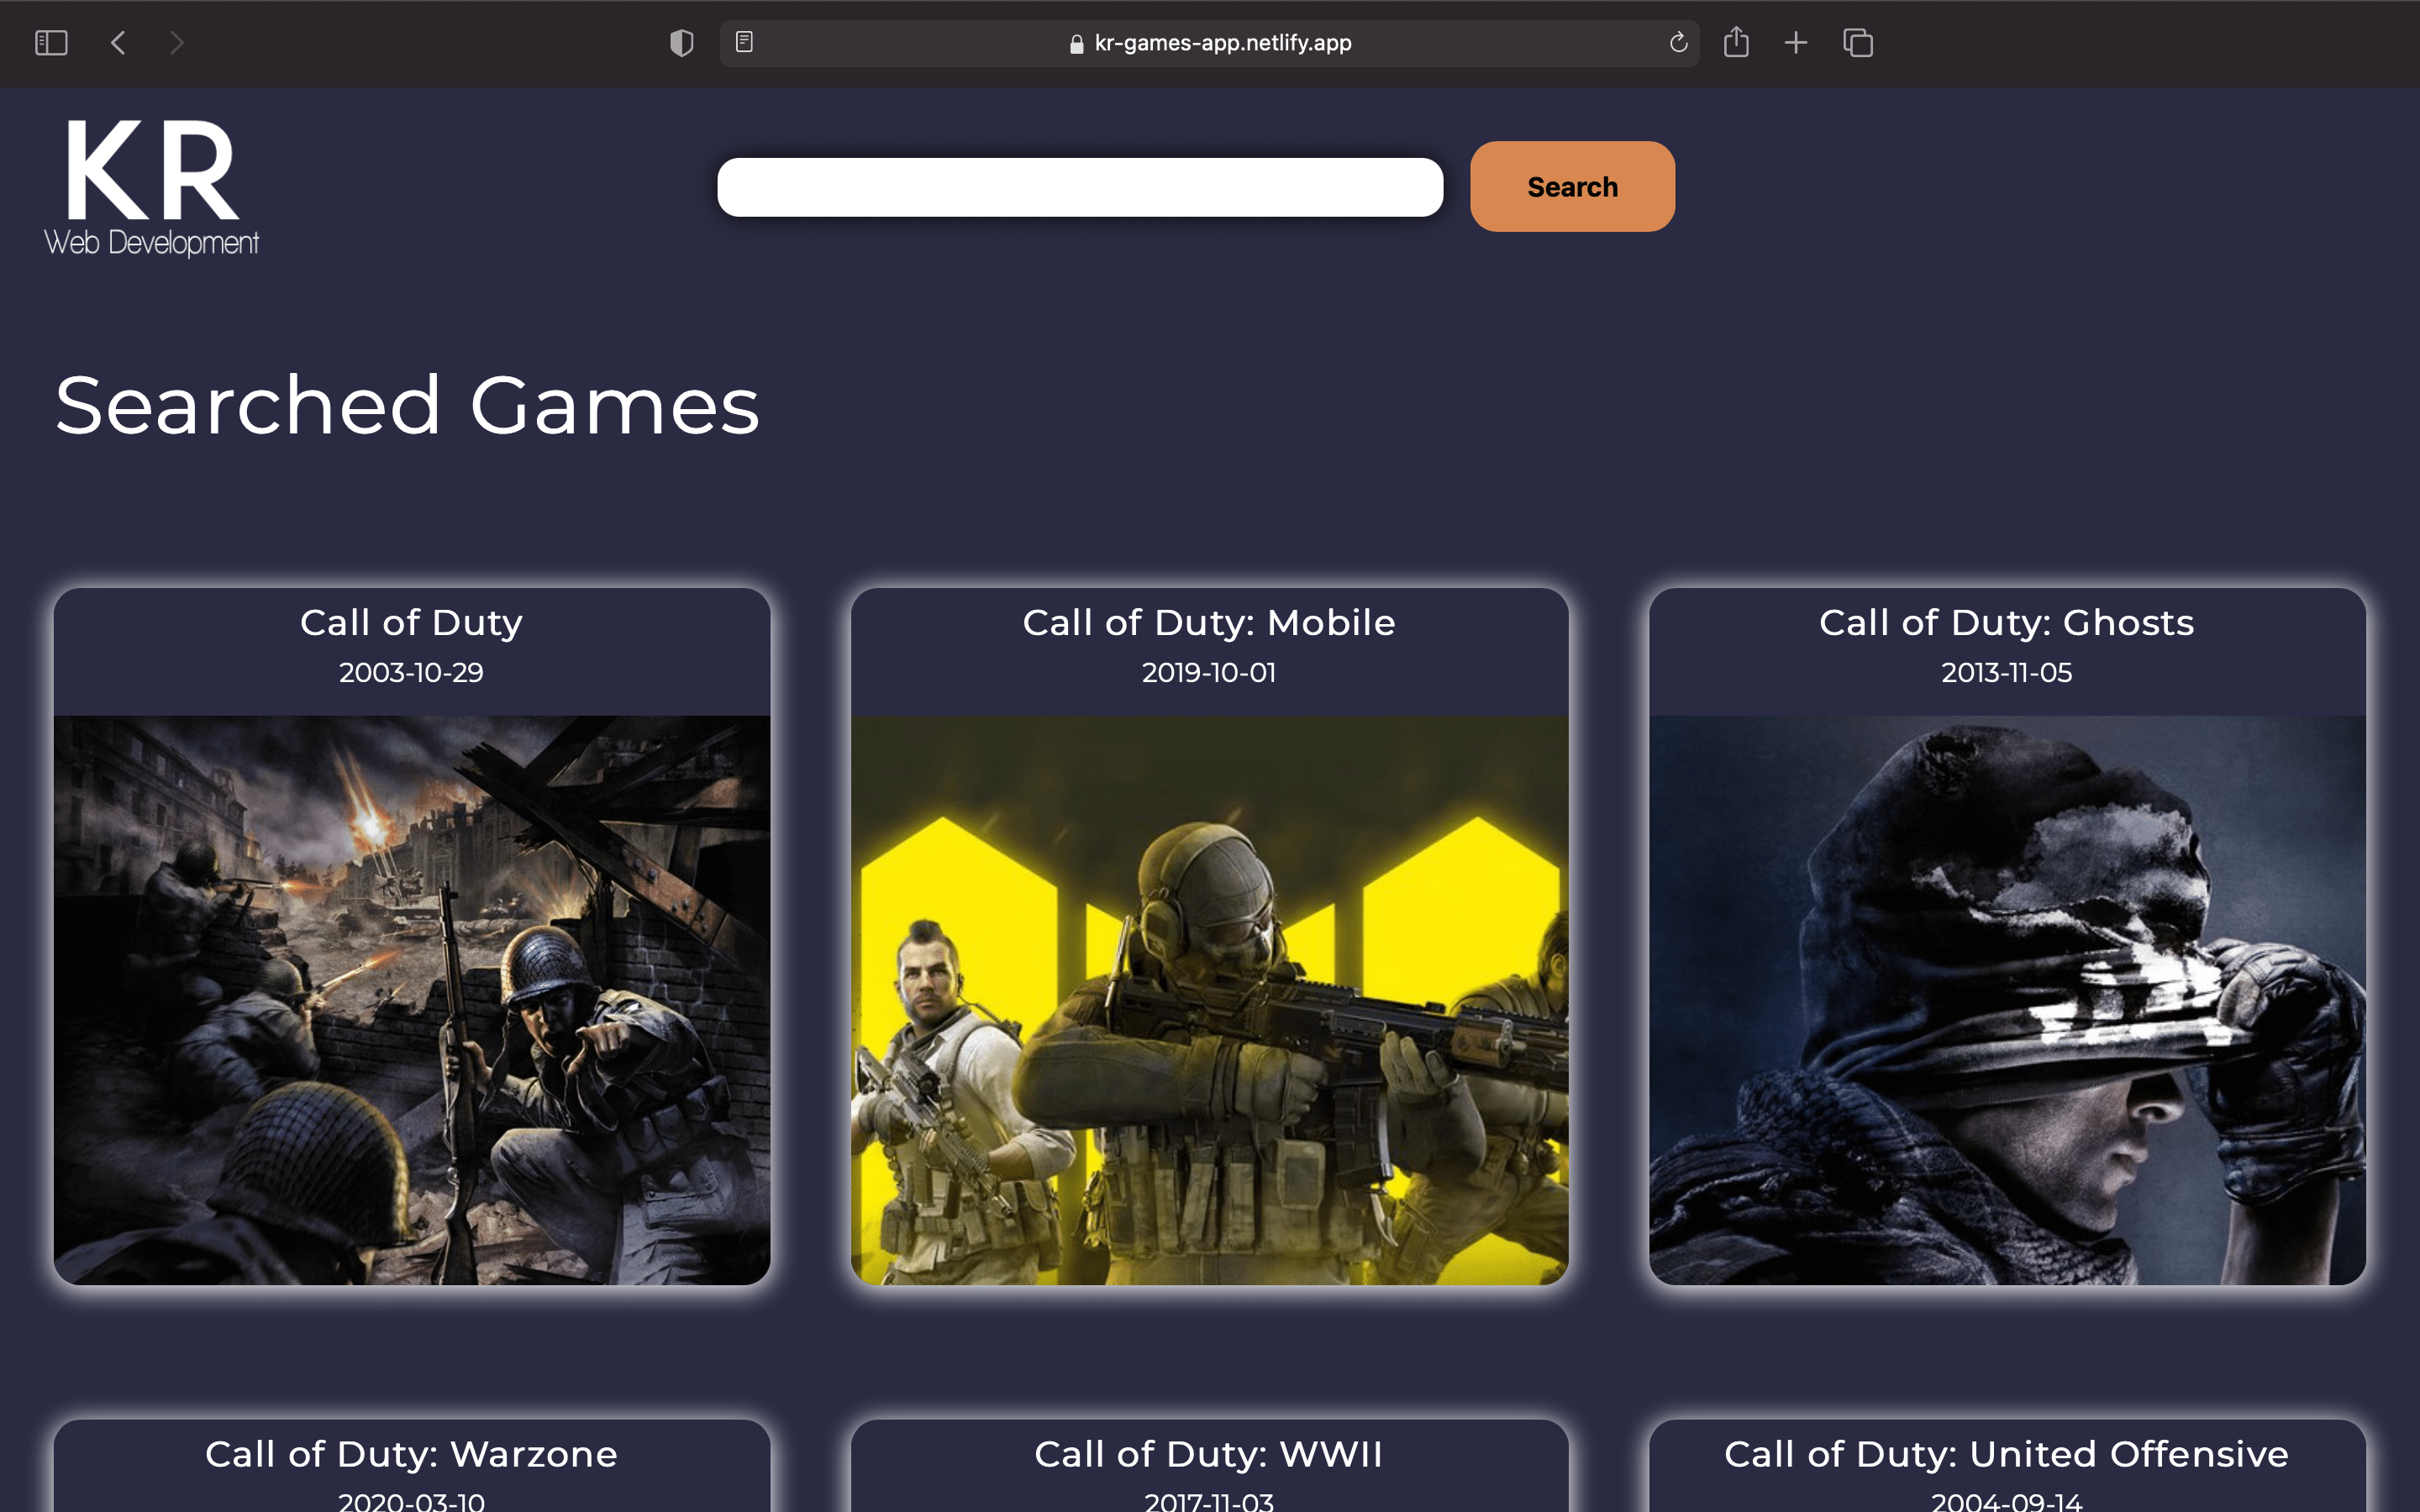 kr-games-app.netlify.app
KR
Web Development
Search
Searched Games
Call of Duty
2003-10-29
Call of Duty: Mobile
2019-10-01
Call of Duty: Ghosts
2013-11-05
Call of Duty: Warzone
2020-03-10
Call of Duty: WWII
2017-11-03
Call of Duty: United Offensive
2004-09-14